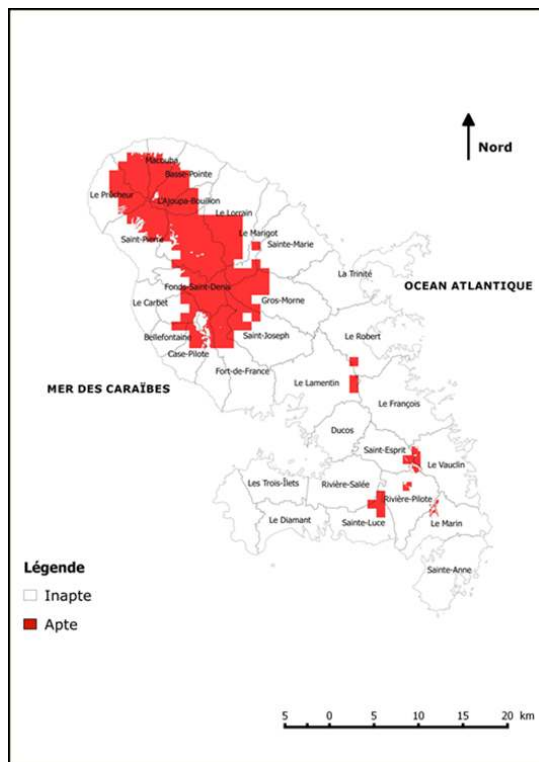 Nord
Macouba
Basse-Pointe
Le Prêcheur
L'Ajoupa-Bouillon
Le Lorrain
Le Marigot
Saint-Pierre
Sainte-Marie
La Trinité
OCEAN ATLANTIQUE
Fonds-Saint-Denis
Le Carbet
Gros-Morne
Bellefontaine
Saint-Joseph
Le Robert
Case-Pilote
Fort-de-France
MER DES CARAÏBES
Le Lamentin
Le François
Ducos
Saint-Esprit
Le Vauclin
Les Trois-Îlets
Rivière-Salée
Rivière-Pilote
Le Diamant
Sainte-Luce
Le Marin
Sainte-Anne
Légende
Inapte
Apte
5 0 5 10 15 20 km